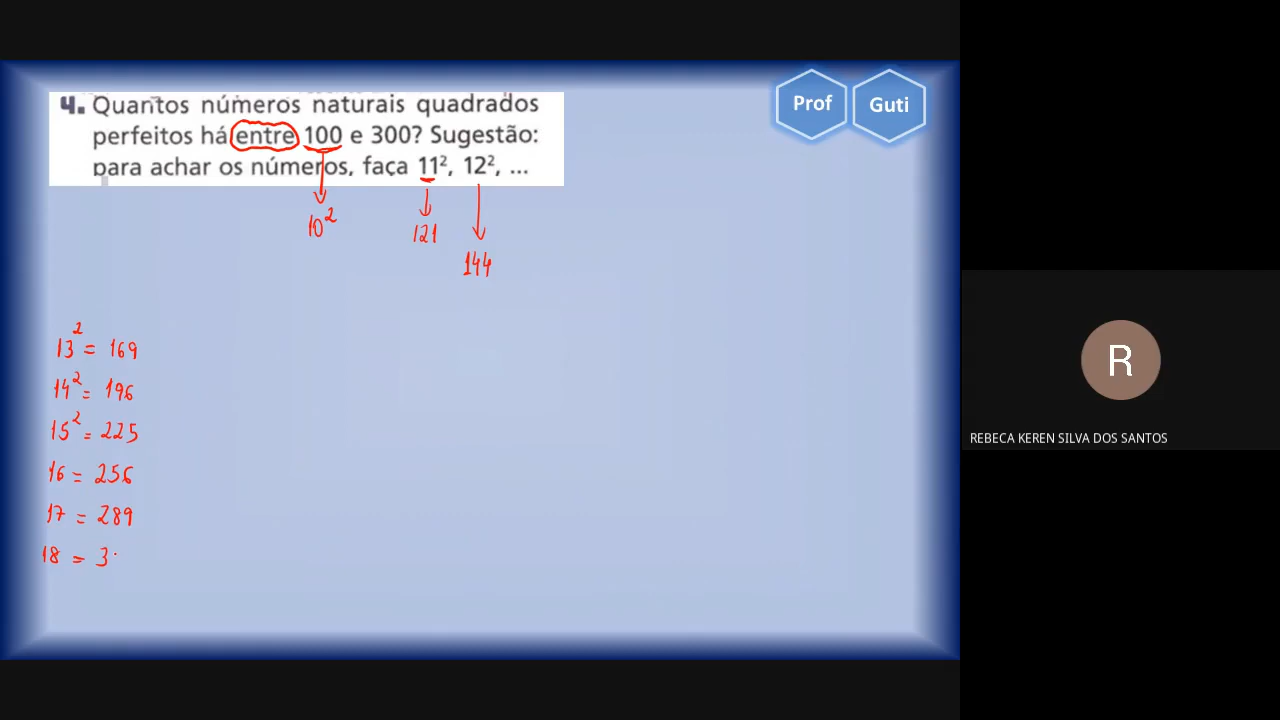 4. Quantos números naturais quadrados
perfeitos há entre 100 e 300? Sugestão:
para achar os números, faça 11², 12², ...
10²
121
144
13² = 169
14² = 196
15² = 225
16 = 256
17 = 289
18 = 3
Prof
Guti
R
REBECA KEREN SILVA DOS SANTOS